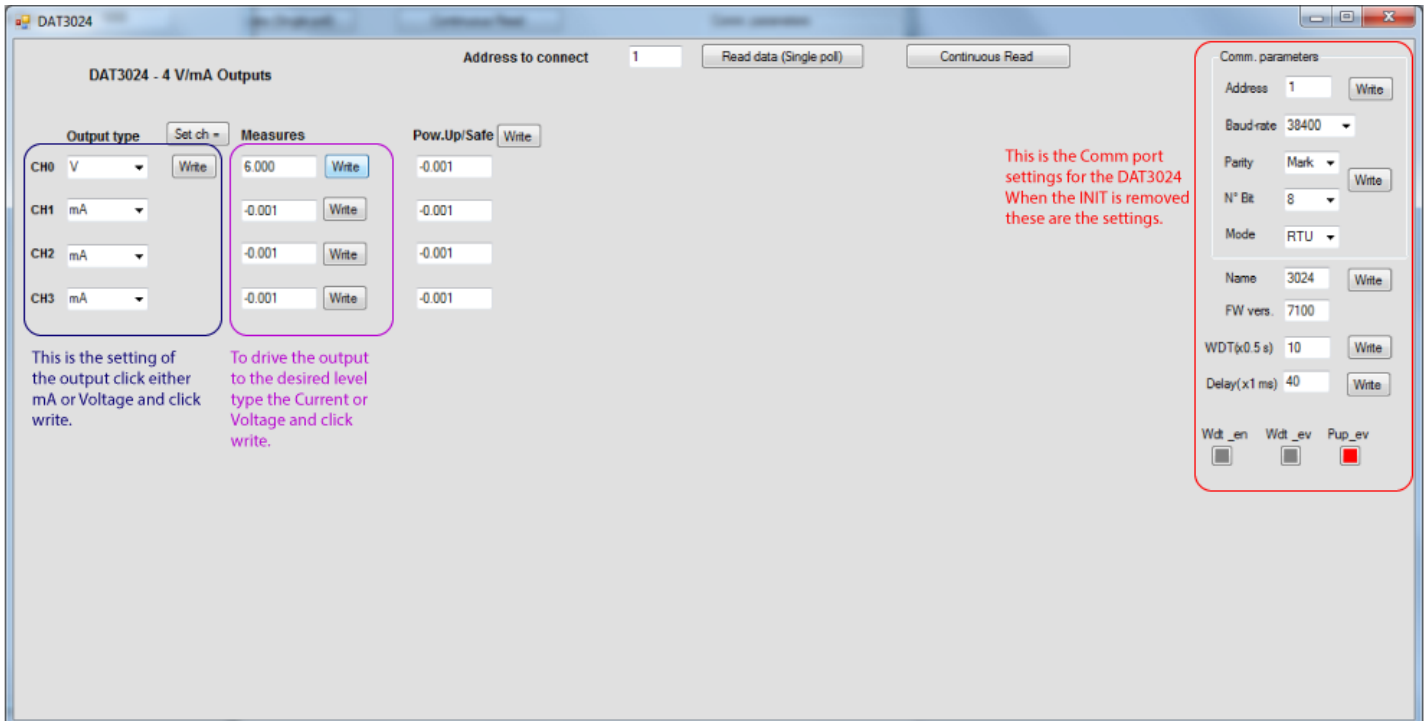 DAT3024
Address to connect 1 Read data (Single poll) Continuous Read
DAT3024 - 4 V/mA Outputs
Output type Set ch = Measures Pow.Up/Safe Write
CH0 V Write 6.000 Write -0.001
CH1 mA -0.001 Write -0.001
CH2 mA -0.001 Write -0.001
CH3 mA -0.001 Write -0.001
This is the setting of
the output click either
mA or Voltage and click
write.
To drive the output
to the desired level
type the Current or
Voltage and click
write.
This is the Comm port
settings for the DAT3024
When the INIT is removed
these are the settings.
Comm. parameters
Address 1 Write
Baud-rate 38400
Parity Mark
Write
N° Bit 8
Mode RTU
Name 3024 Write
FW vers. 7100
WDT(x0.5 s) 10 Write
Delay(x1 ms) 40 Write
Wdt _en Wdt _ev Pup_ev